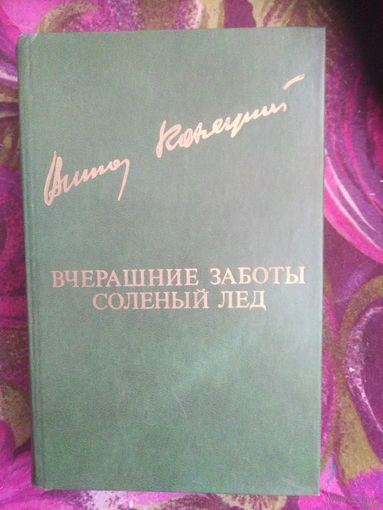 Виктор Конецкий
ВЧЕРАШНИЕ ЗАБОТЫ
СОЛЕНЫЙ ЛЕД